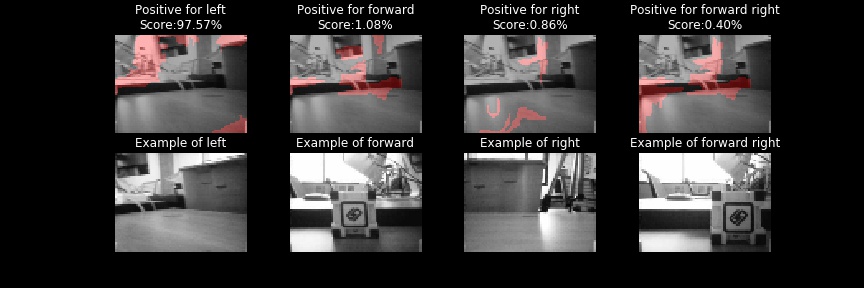 Positive for left
Score:97.57%
Positive for forward
Score:1.08%
Positive for right
Score:0.86%
Positive for forward right
Score:0.40%
Example of left
Example of forward
Example of right
Example of forward right